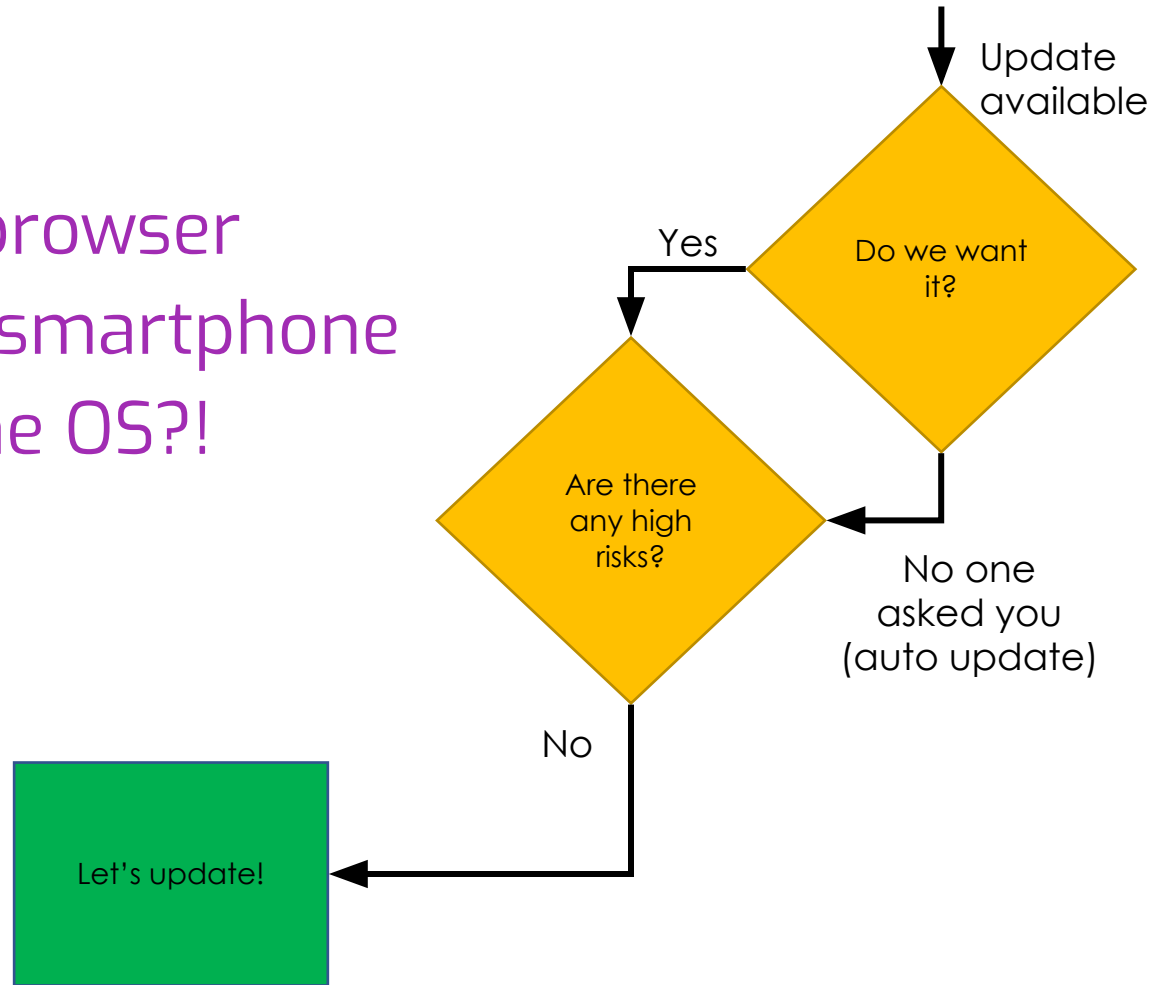 browser
smartphone
e OS?!
Update
available
Do we want
it?
Yes
Are there
any high
risks?
No one
asked you
(auto update)
No
Let's update!